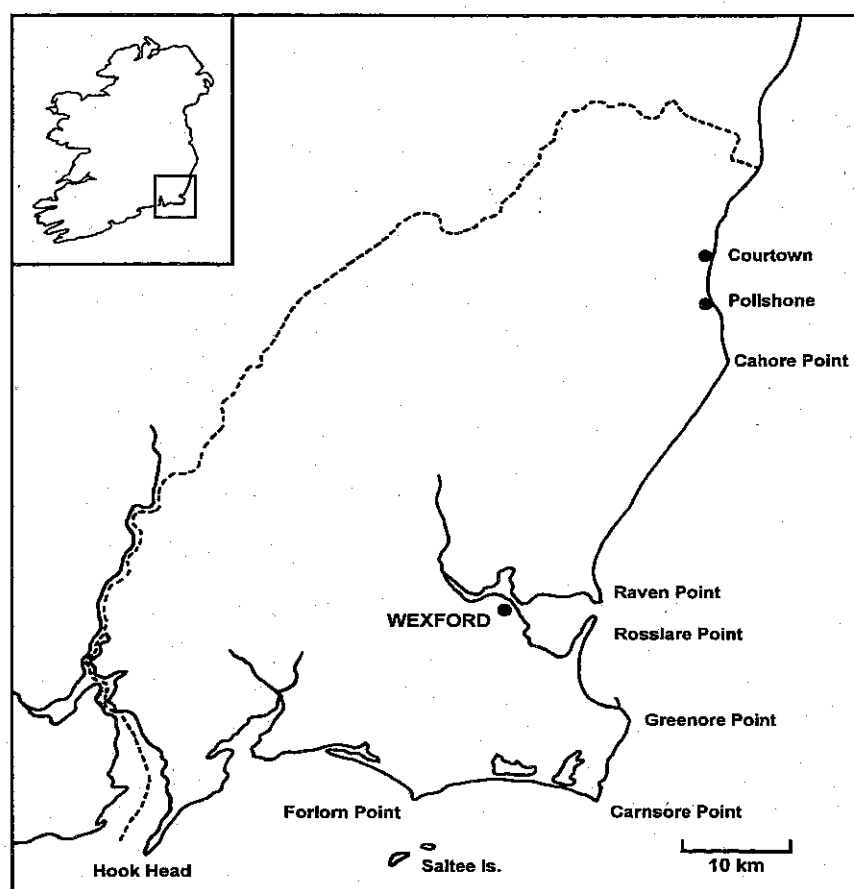 Courtown
Pollshone
Cahore Point
Raven Point
WEXFORD
Rosslare Point
Greenore Point
Forlorn Point
Carnsore Point
Hook Head
Saltee Is.
10 km